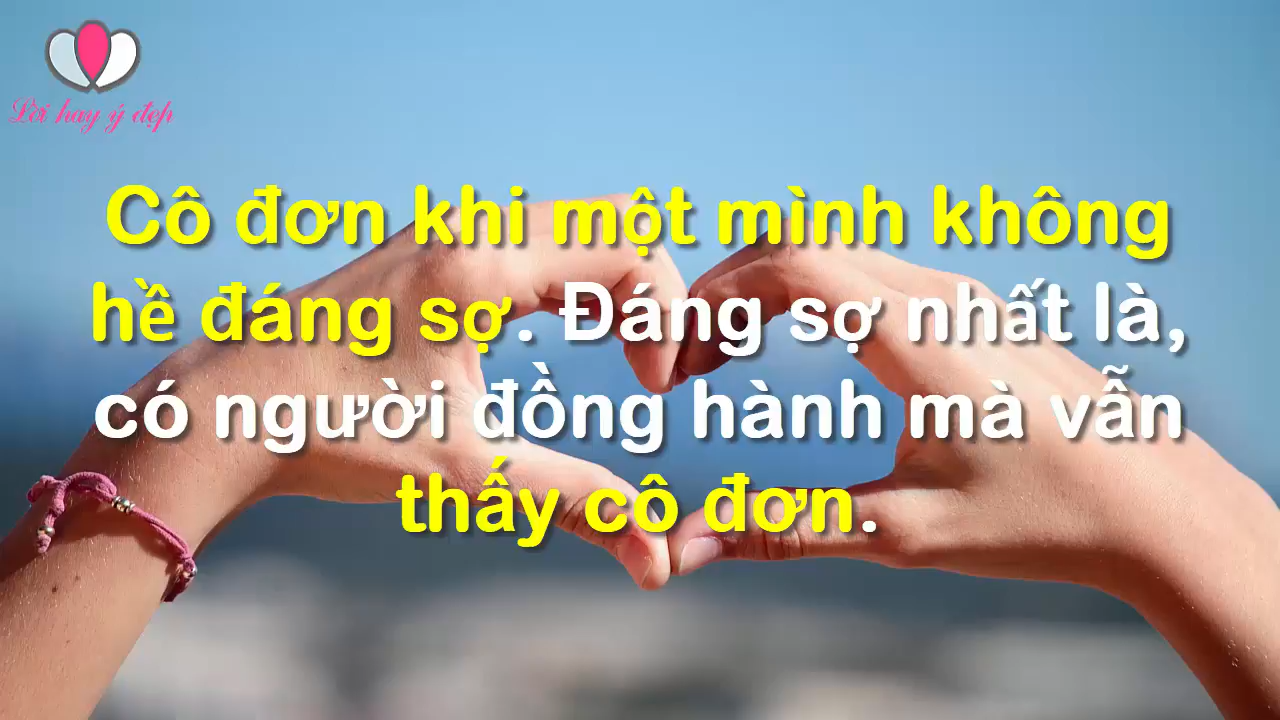 Lời hay ý đẹp
Cô đơn khi một mình không
hề đáng sợ. Đáng sợ nhất là,
có người đồng hành mà vẫn
thấy cô đơn.